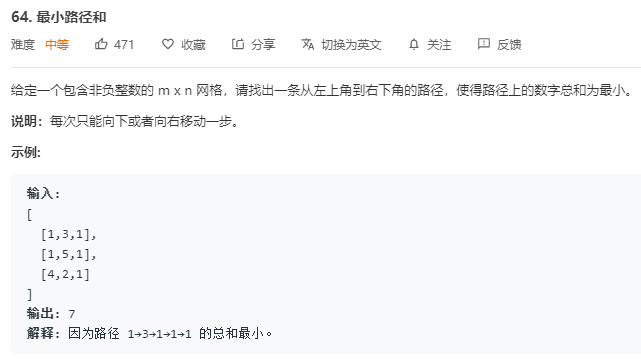 64. 最小路径和
难度 中等 471 收藏 分享 切换为英文 关注 反馈
给定一个包含非负整数的 m x n 网格，请找出一条从左上角到右下角的路径，使得路径上的数字总和为最小。
说明：每次只能向下或者向右移动一步。
示例:
输入:
[
[1,3,1],
[1,5,1],
[4,2,1]
]
输出: 7
解释: 因为路径 1→3→1→1→1 的总和最小。